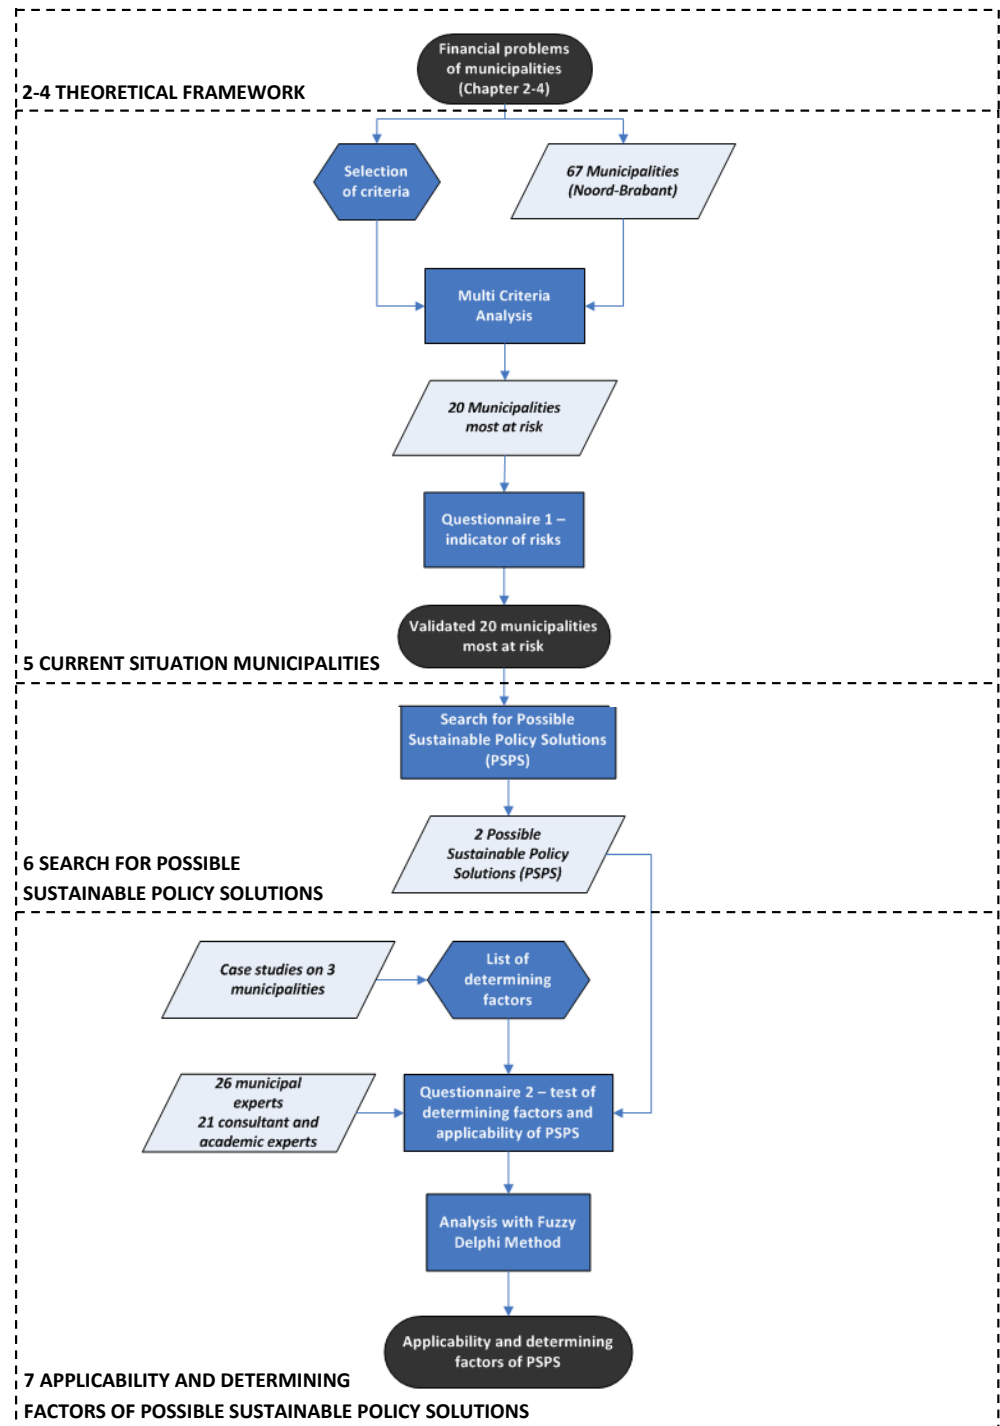 Financial problems
of municipalities
(Chapter 2-4)
2-4 THEORETICAL FRAMEWORK
Selection
of criteria
67 Municipalities
(Noord-Brabant)
Multi Criteria
Analysis
20 Municipalities
most at risk
Questionnaire 1 –
indicator of risks
Validated 20 municipalities
most at risk
5 CURRENT SITUATION MUNICIPALITIES
Search for Possible
Sustainable Policy Solutions
(PSPS)
2 Possible
Sustainable Policy
Solutions (PSPS)
6 SEARCH FOR POSSIBLE
SUSTAINABLE POLICY SOLUTIONS
Case studies on 3
municipalities
List of
determining
factors
26 municipal
experts
21 consultant and
academic experts
Questionnaire 2 – test of
determining factors and
applicability of PSPS
Analysis with Fuzzy
Delphi Method
Applicability and determining
factors of PSPS
7 APPLICABILITY AND DETERMINING
FACTORS OF POSSIBLE SUSTAINABLE POLICY SOLUTIONS